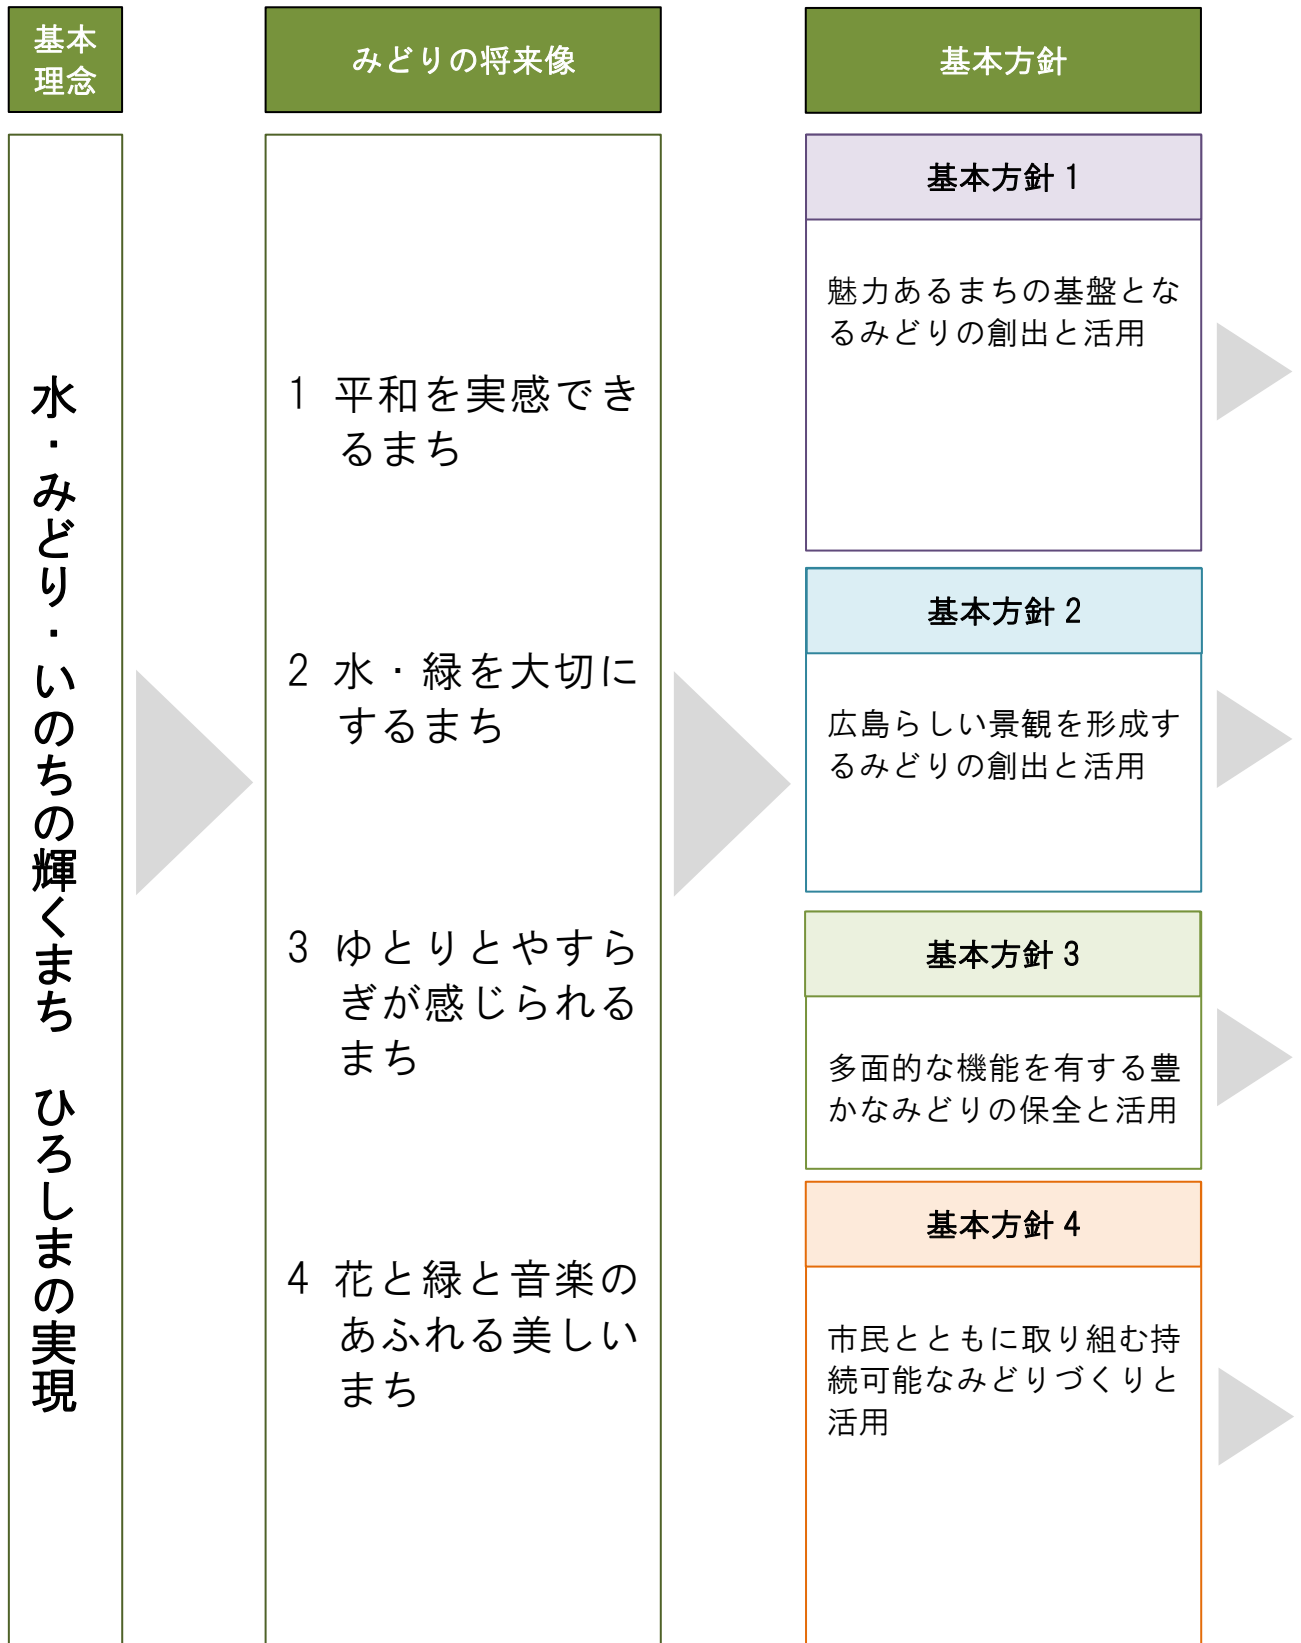 基本
理念
水・みどり・いのちの輝くまち　ひろしまの実現
みどりの将来像
1 平和を実感でき
るまち
2 水・緑を大切に
するまち
3 ゆとりとやすら
ぎが感じられる
まち
4 花と緑と音楽の
あふれる美しい
まち
基本方針
基本方針 1
魅力あるまちの基盤とな
るみどりの創出と活用
基本方針 2
広島らしい景観を形成す
るみどりの創出と活用
基本方針 3
多面的な機能を有する豊
かなみどりの保全と活用
基本方針 4
市民とともに取り組む持
続可能なみどりづくりと
活用